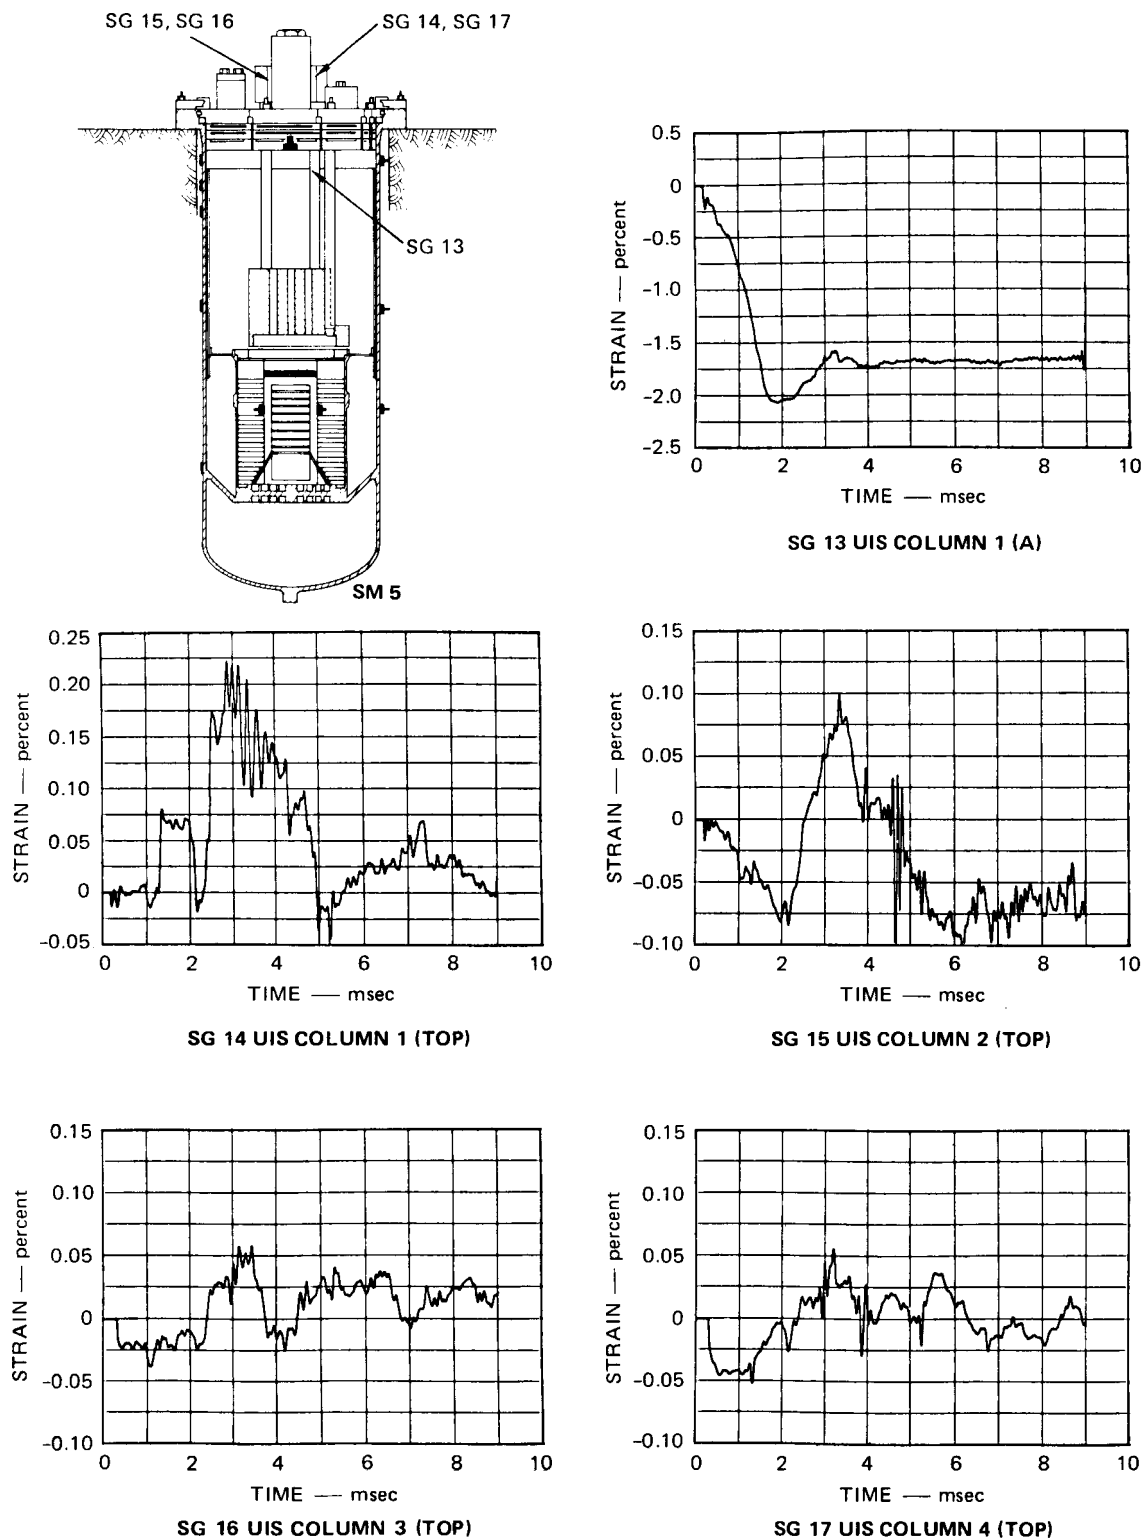 SG 15, SG 16
SG 14, SG 17
SG 13
SM 5
0.5
0
-0.5
-1.0
-1.5
-2.0
-2.5
STRAIN — percent
0 2 4 6 8 10
TIME — msec
SG 13 UIS COLUMN 1 (A)
0.25
0.20
0.15
0.10
0.05
0
-0.05
STRAIN — percent
0 2 4 6 8 10
TIME — msec
SG 14 UIS COLUMN 1 (TOP)
0.15
0.10
0.05
0
-0.05
-0.10
STRAIN — percent
0 2 4 6 8 10
TIME — msec
SG 15 UIS COLUMN 2 (TOP)
0.15
0.10
0.05
0
-0.05
-0.10
STRAIN — percent
0 2 4 6 8 10
TIME — msec
SG 16 UIS COLUMN 3 (TOP)
0.15
0.10
0.05
0
-0.05
-0.10
STRAIN — percent
0 2 4 6 8 10
TIME — msec
SG 17 UIS COLUMN 4 (TOP)